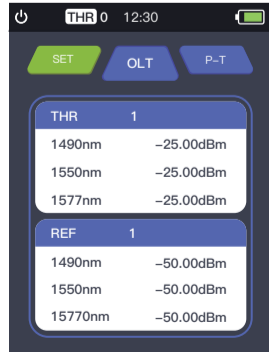 THR 0 12:30
SET OLT P-T
THR 1
1490nm -25.00dBm
1550nm -25.00dBm
1577nm -25.00dBm
REF 1
1490nm -50.00dBm
1550nm -50.00dBm
15770nm -50.00dBm